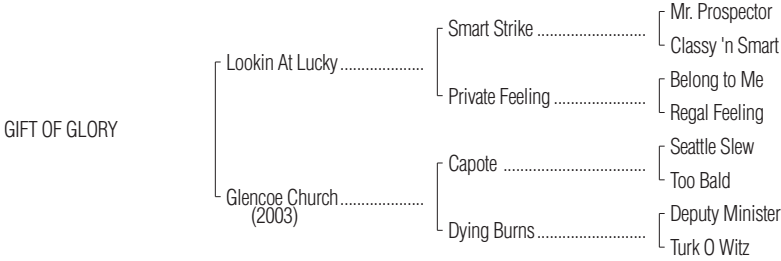 Mr. Prospector
Smart Strike ..........................
Classy 'n Smart
Lookin At Lucky ....................
Belong to Me
Private Feeling ......................
Regal Feeling
GIFT OF GLORY
Seattle Slew
Capote ..................................
Too Bald
Glencoe Church ....................
(2003)
Deputy Minister
Dying Burns ..........................
Turk O Witz